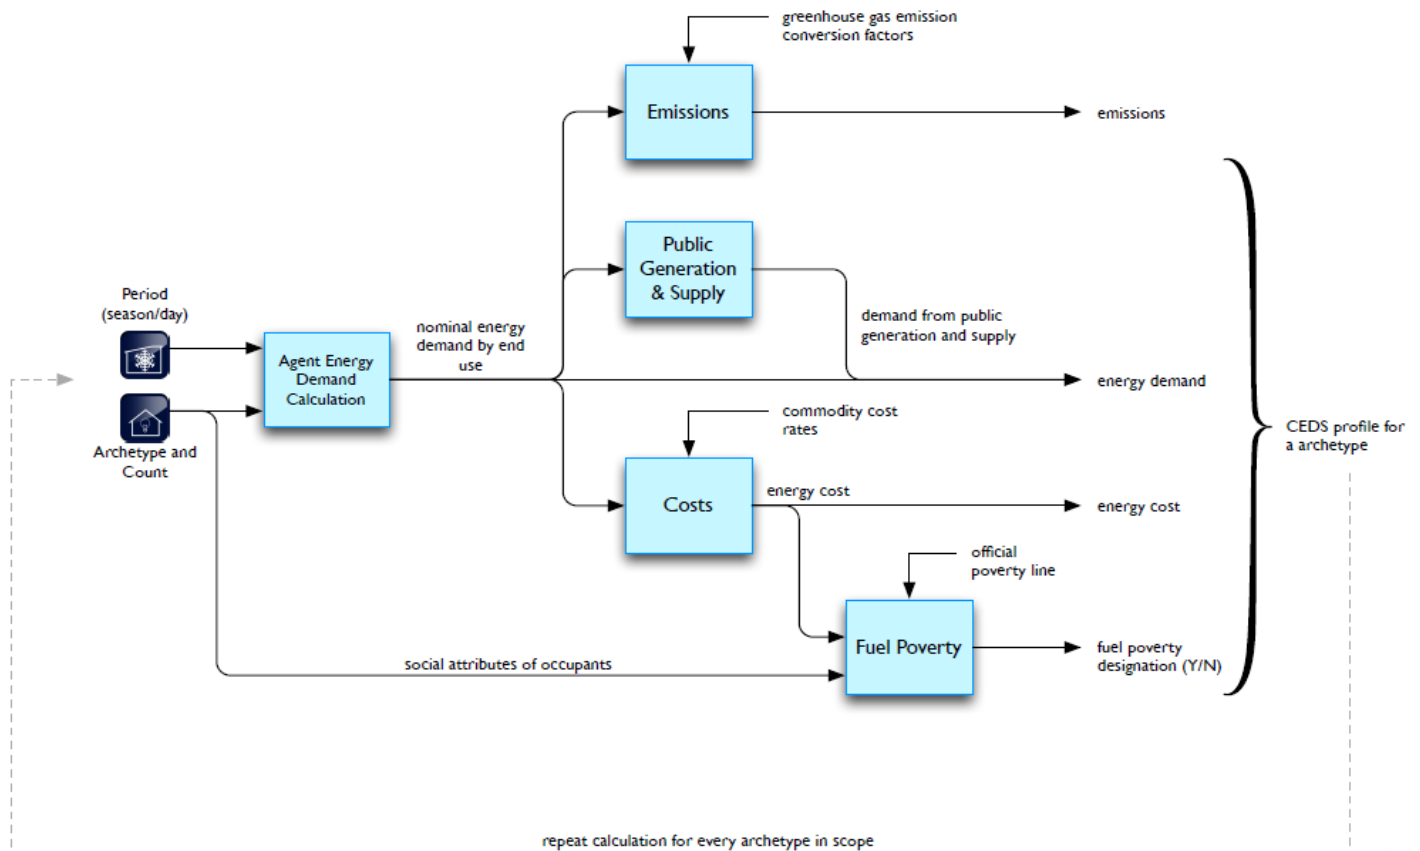 greenhouse gas emission
conversion factors
Emissions
emissions
Public
Generation
& Supply
Period
(season/day)
nominal energy
demand by end
use
demand from public
generation and supply
Agent Energy
Demand
Calculation
energy demand
commodity cost
rates
CEDS profile for
a archetype
Archetype and
Count
energy cost
Costs
energy cost
official
poverty line
Fuel Poverty
fuel poverty
designation (Y/N)
social attributes of occupants
repeat calculation for every archetype in scope